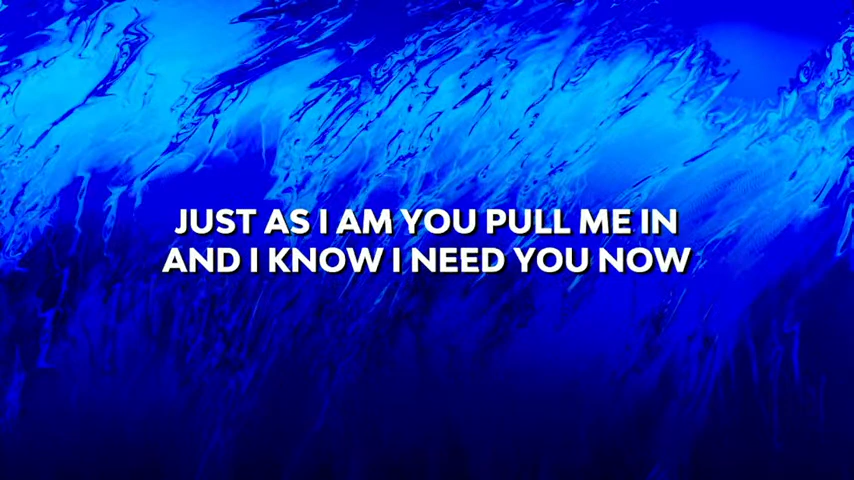 JUST AS I AM YOU PULL ME IN
AND I KNOW I NEED YOU NOW